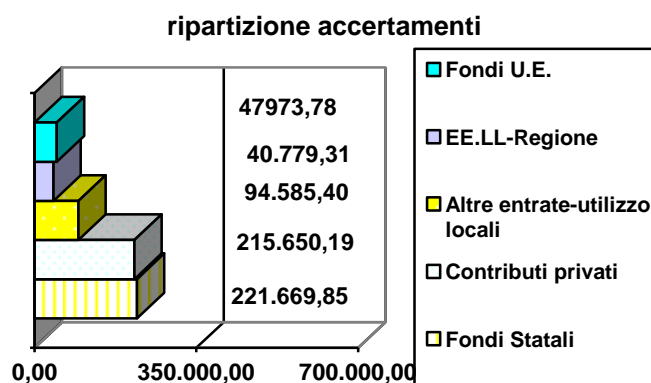 ripartizione accertamenti
47973,78
40.779,31
94.585,40
215.650,19
221.669,85
0,00 350.000,00 700.000,00
Fondi U.E.
EE.LL-Regione
Altre entrate-utilizzo
locali
Contributi privati
Fondi Statali